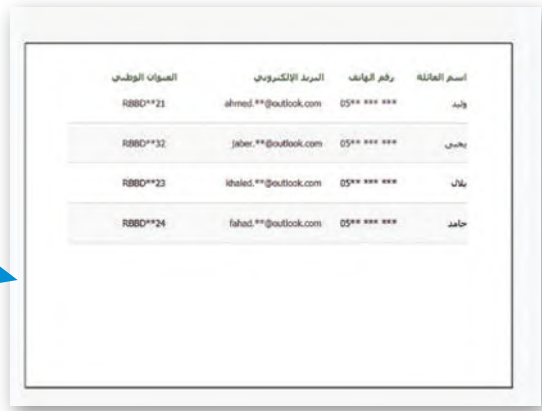 اسم العائلة رقم الهاتف البريد الإلكتروني العنوان الوطني
وليد 05** *** *** ahmed.**@outlook.com RBBD**21
يحيى 05** *** *** jaber.**@outlook.com RBBD**32
بلال 05** *** *** khaled.**@outlook.com RBBD**23
حامد 05** *** *** fahad.**@outlook.com RBBD**24